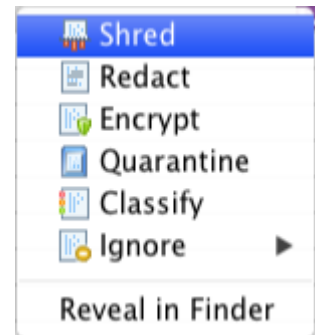 Shred
Redact
Encrypt
Quarantine
Classify
Ignore
Reveal in Finder